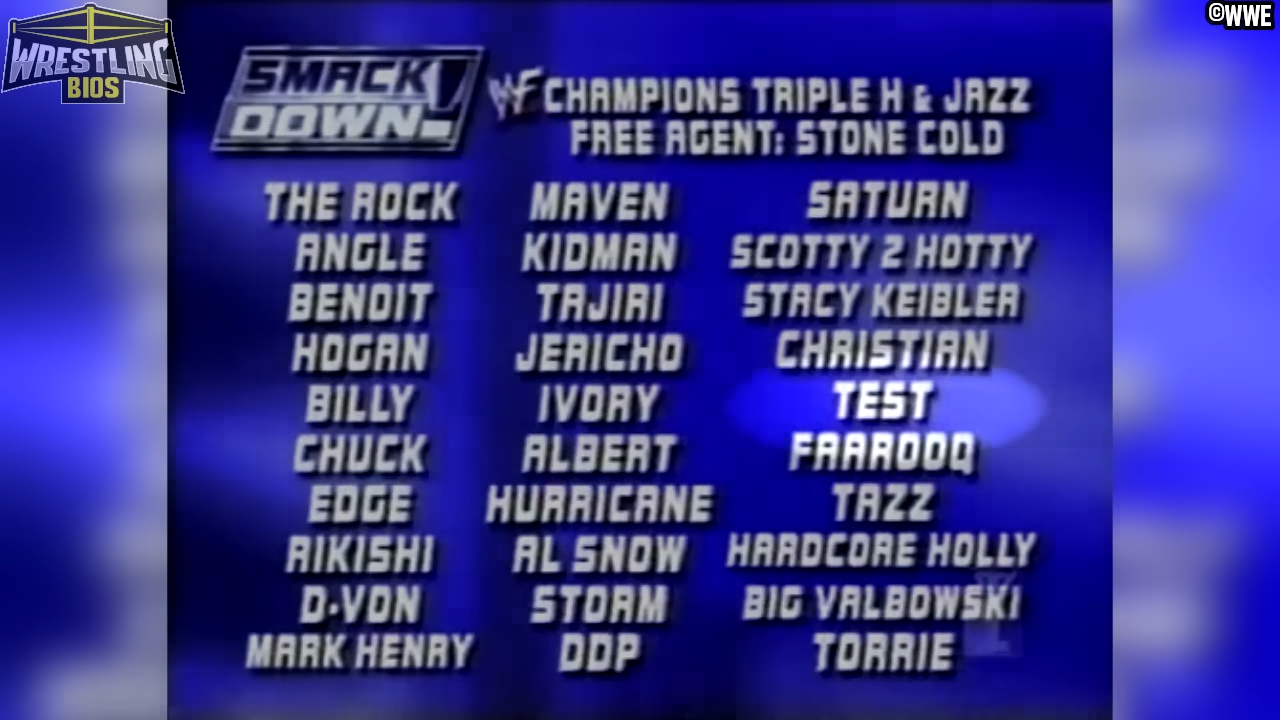 WRESTLING
BIOS
©WWE
SMACK
DOWN!
WF CHAMPIONS TRIPLE H & JAZZ
FREE AGENT: STONE COLD
THE ROCK MAVEN SATURN
ANGLE KIDMAN SCOTTY 2 HOTTY
BENOIT TAJIRI STACY KEIBLER
HOGAN JERICHO CHRISTIAN
BILLY IVORY TEST
CHUCK ALBERT FAAROOQ
EDGE HURRICANE TAZZ
RIKISHI AL SNOW HARDCORE HOLLY
D-VON STORM BIG VALBOWSKI
MARK HENRY DDP TORRIE